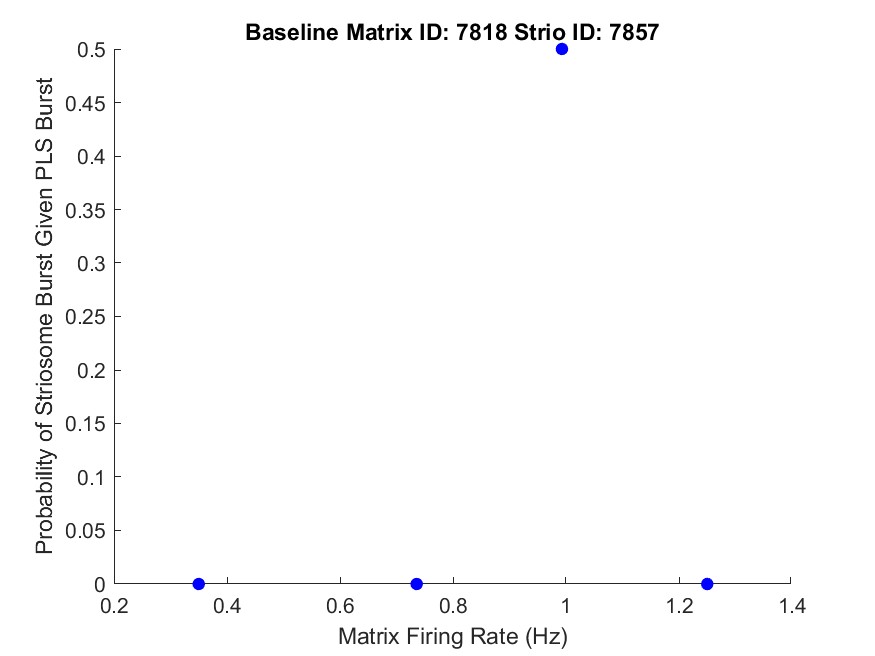 Baseline Matrix ID: 7818 Strio ID: 7857
Probability of Striosome Burst Given PLS Burst
0.5
0.45
0.4
0.35
0.3
0.25
0.2
0.15
0.1
0.05
0
0.2 0.4 0.6 0.8 1 1.2 1.4
Matrix Firing Rate (Hz)